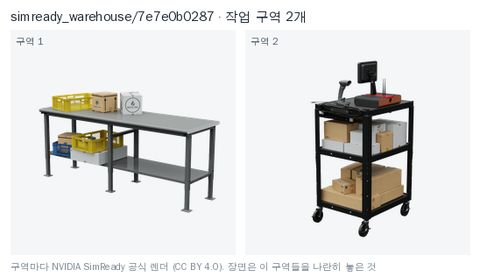 simready_warehouse/7e7e0b0287 · 작업 구역 2개
구역 1
구역 2
구역마다 NVIDIA SimReady 공식 렌더 (CC BY 4.0). 장면은 이 구역들을 나란히 놓은 것